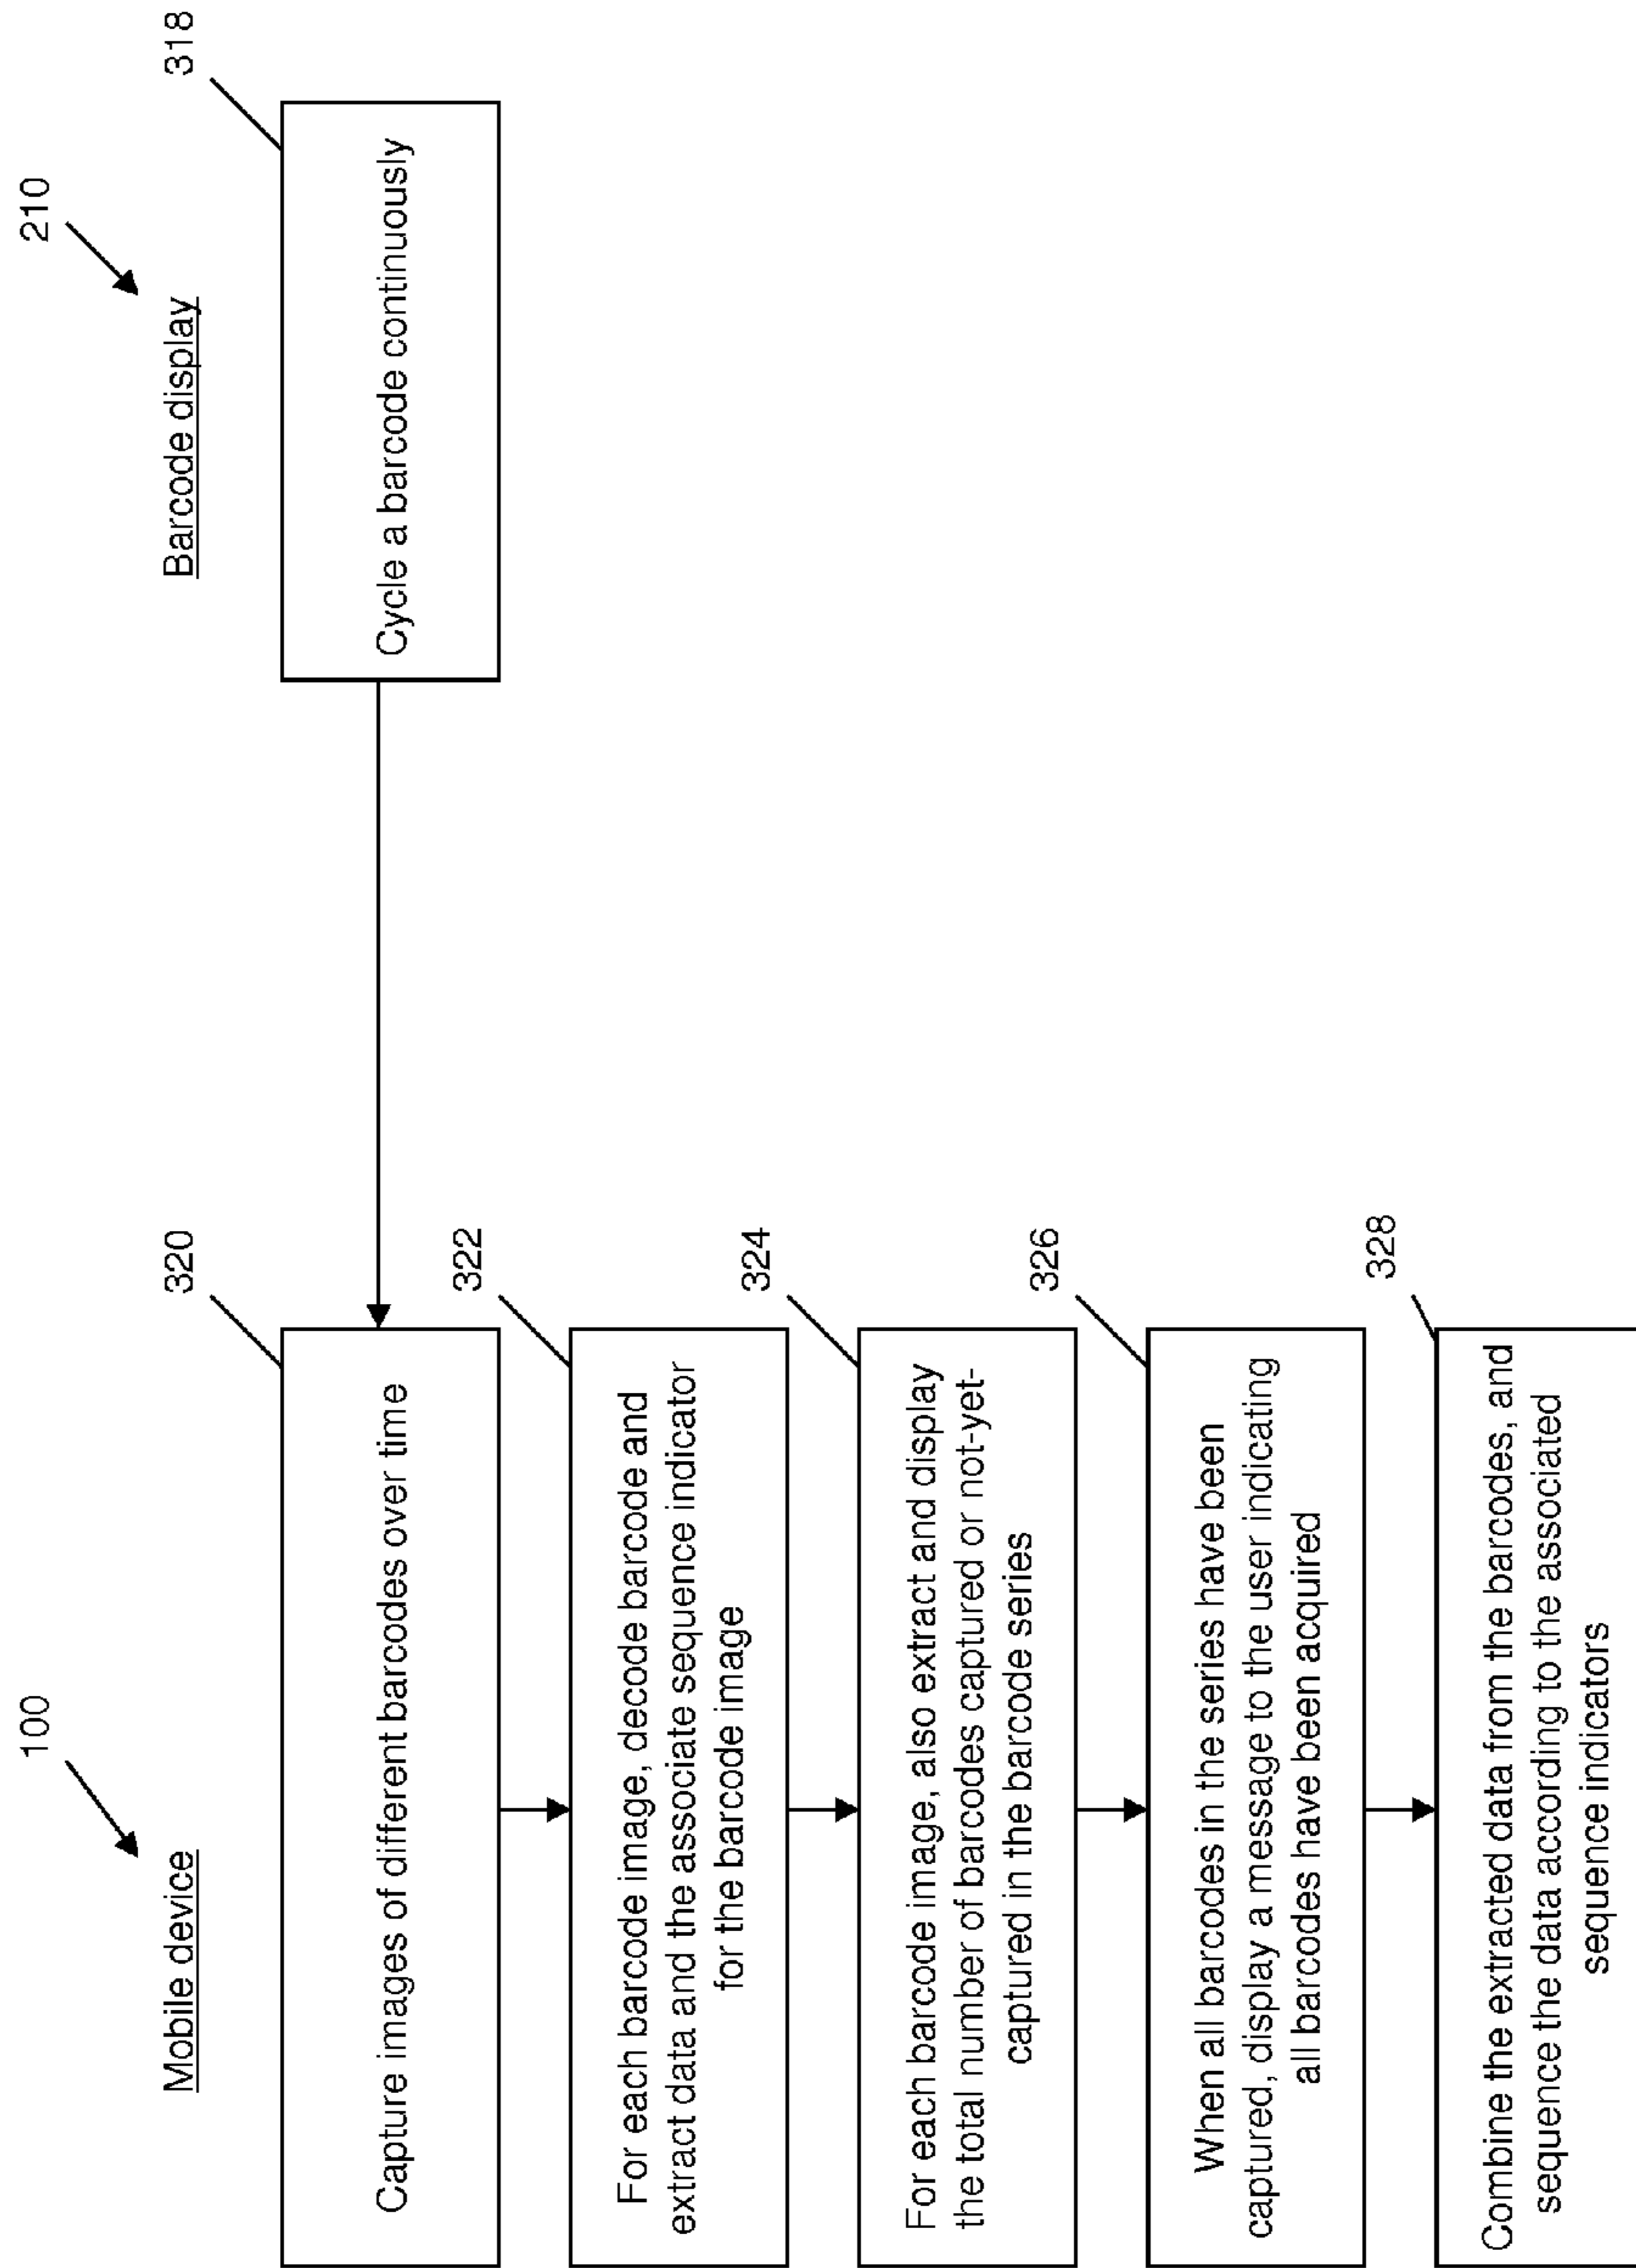 100
Mobile device
210
Barcode display
320
Capture images of different barcodes over time
318
Cycle a barcode continuously
322
For each barcode image, decode barcode and
extract data and the associate sequence indicator
for the barcode image
324
For each barcode image, also extract and display
the total number of barcodes captured or not-yet-
captured in the barcode series
326
When all barcodes in the series have been
captured, display a message to the user indicating
all barcodes have been acquired
328
Combine the extracted data from the barcodes, and
sequence the data according to the associated
sequence indicators